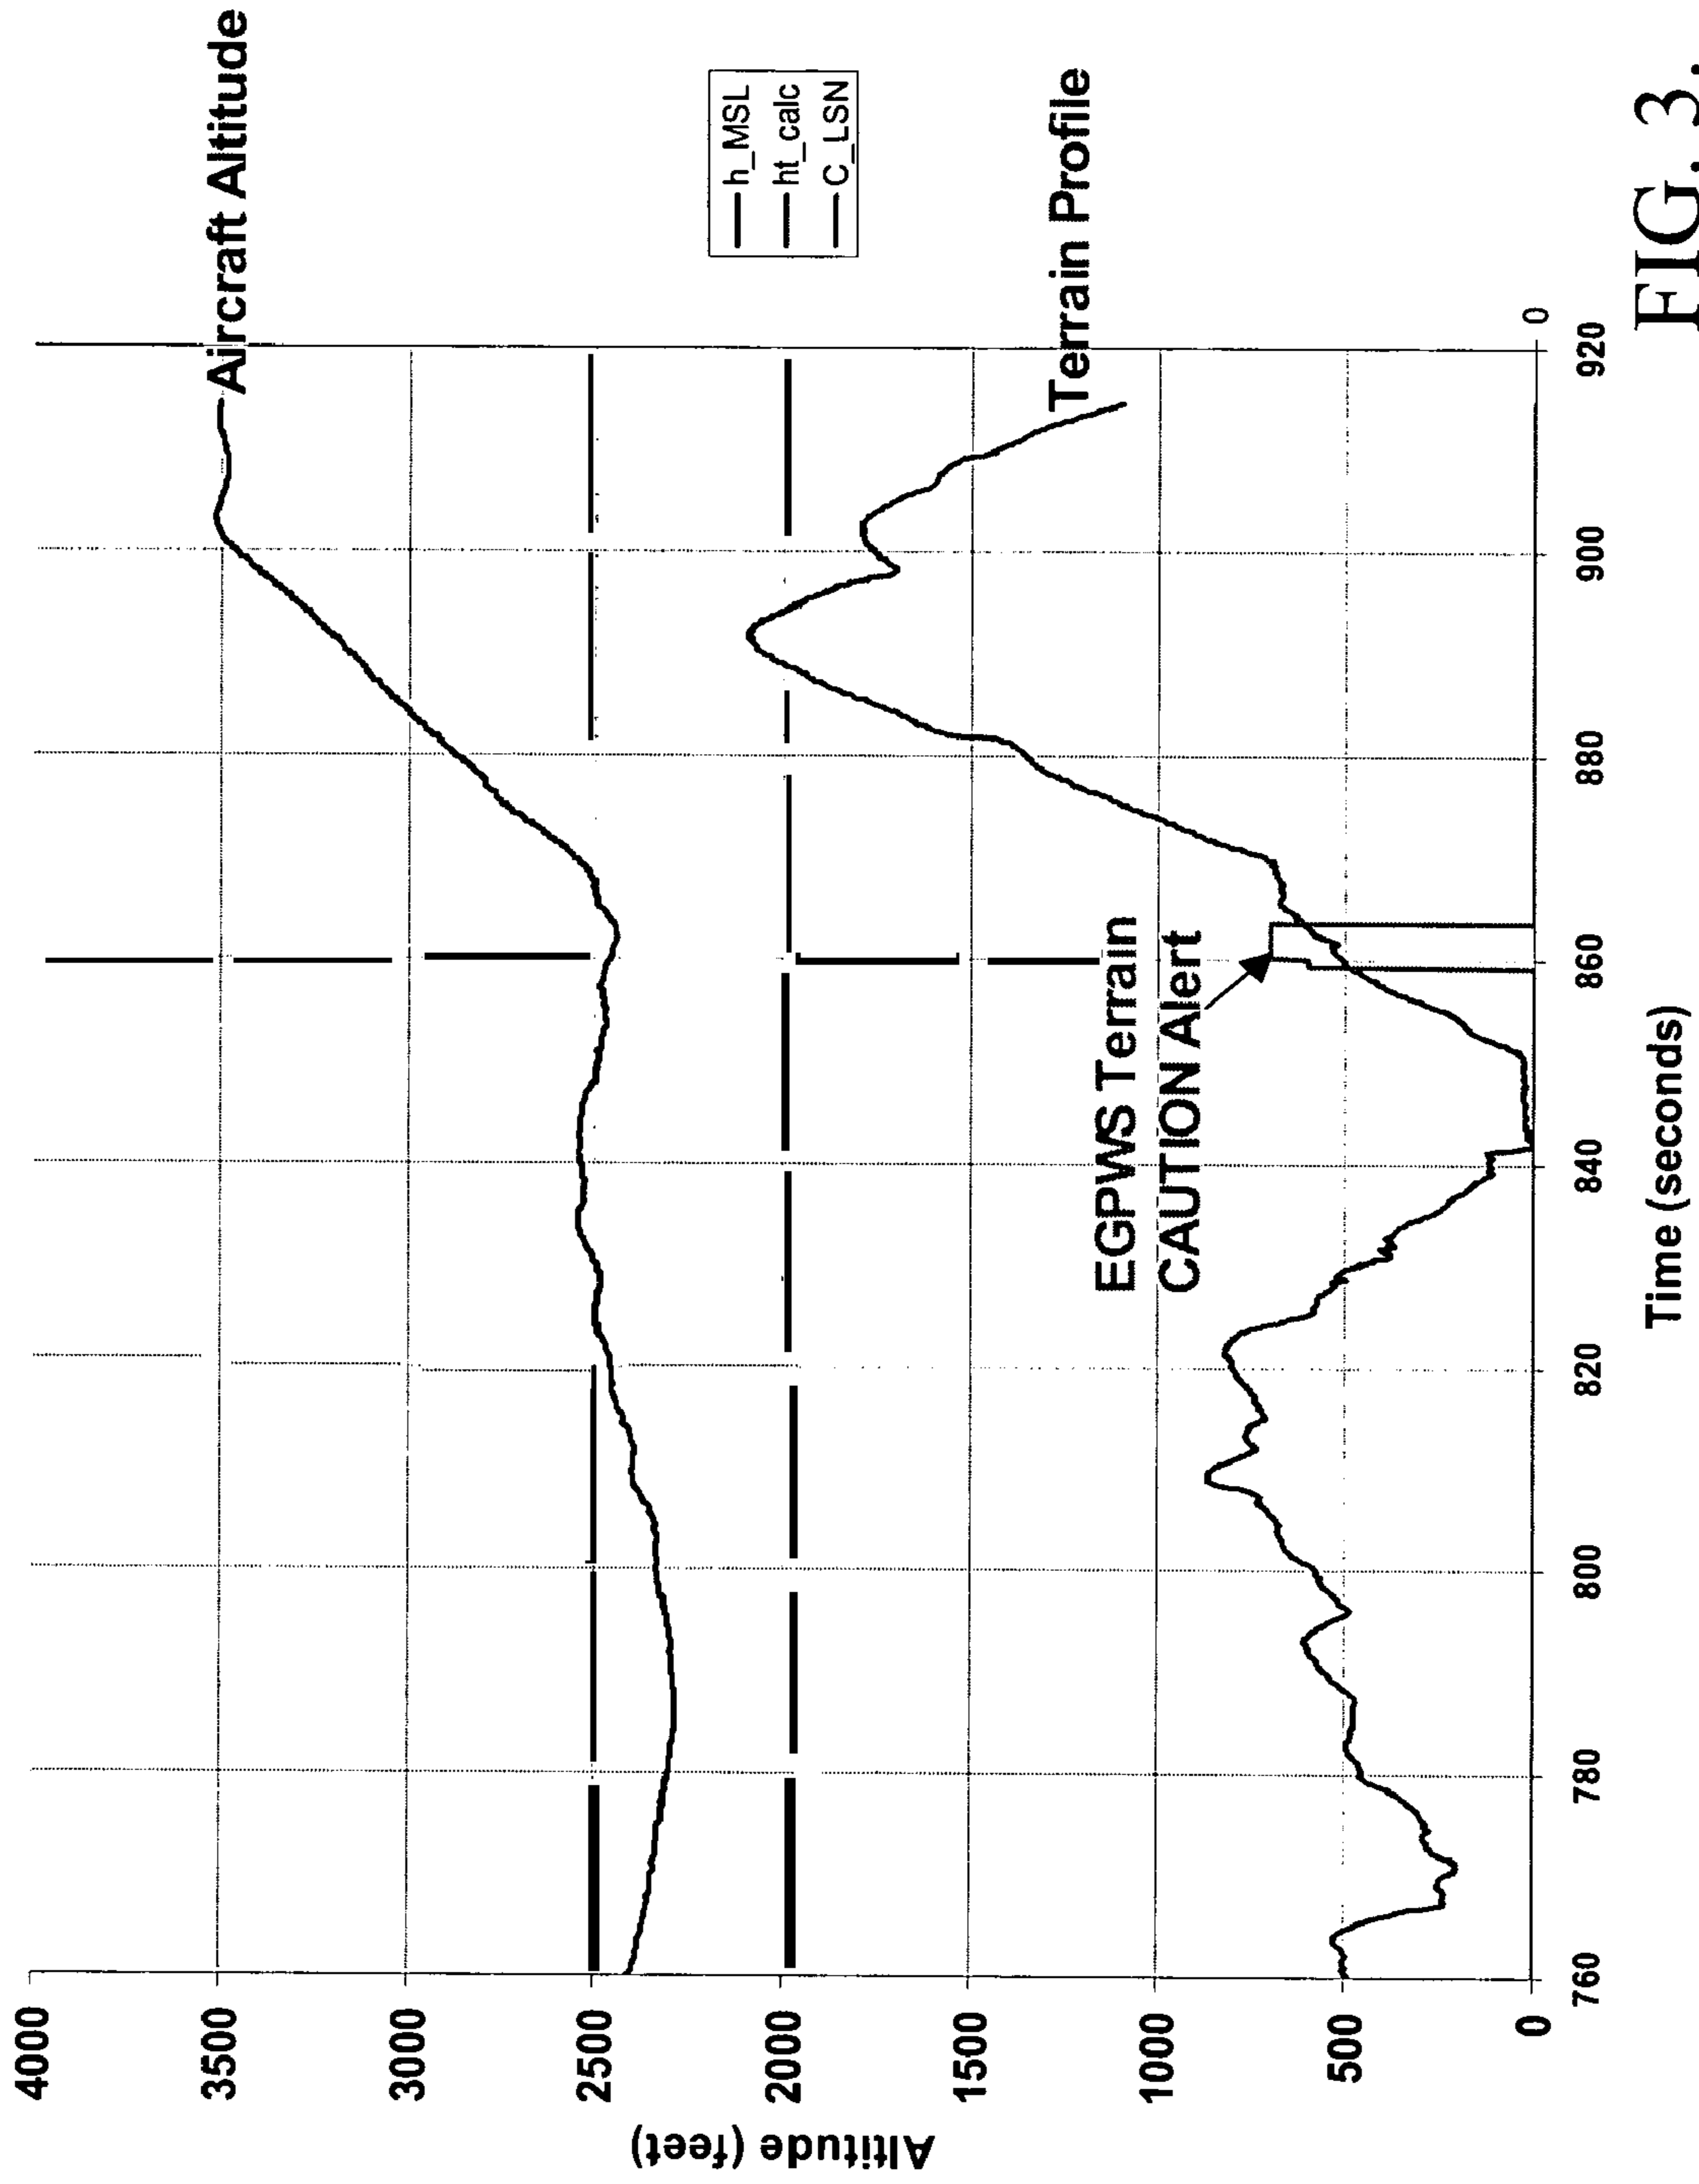 4000
3500
3000
2500
2000
1500
1000
500
0
Altitude (feet)
760
780
800
820
840
860
880
900
920
0
Time (seconds)
Aircraft Altitude
h_MSL
ht_calc
C_LSN
Terrain Profile
EGPWS Terrain
CAUTION Alert
FIG. 3.